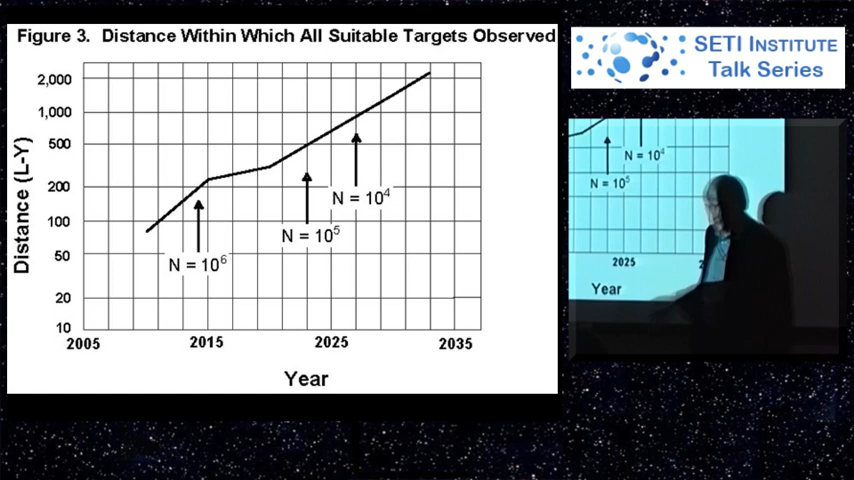 Figure 3. Distance Within Which All Suitable Targets Observed
Distance (L-Y)
2,000
1,000
500
200
100
50
20
10
N = 10⁶
N = 10⁵
N = 10⁴
2005
2015
2025
2035
Year
SETI INSTITUTE
Talk Series
N = 10⁴
N = 10⁵
2025
2
Year